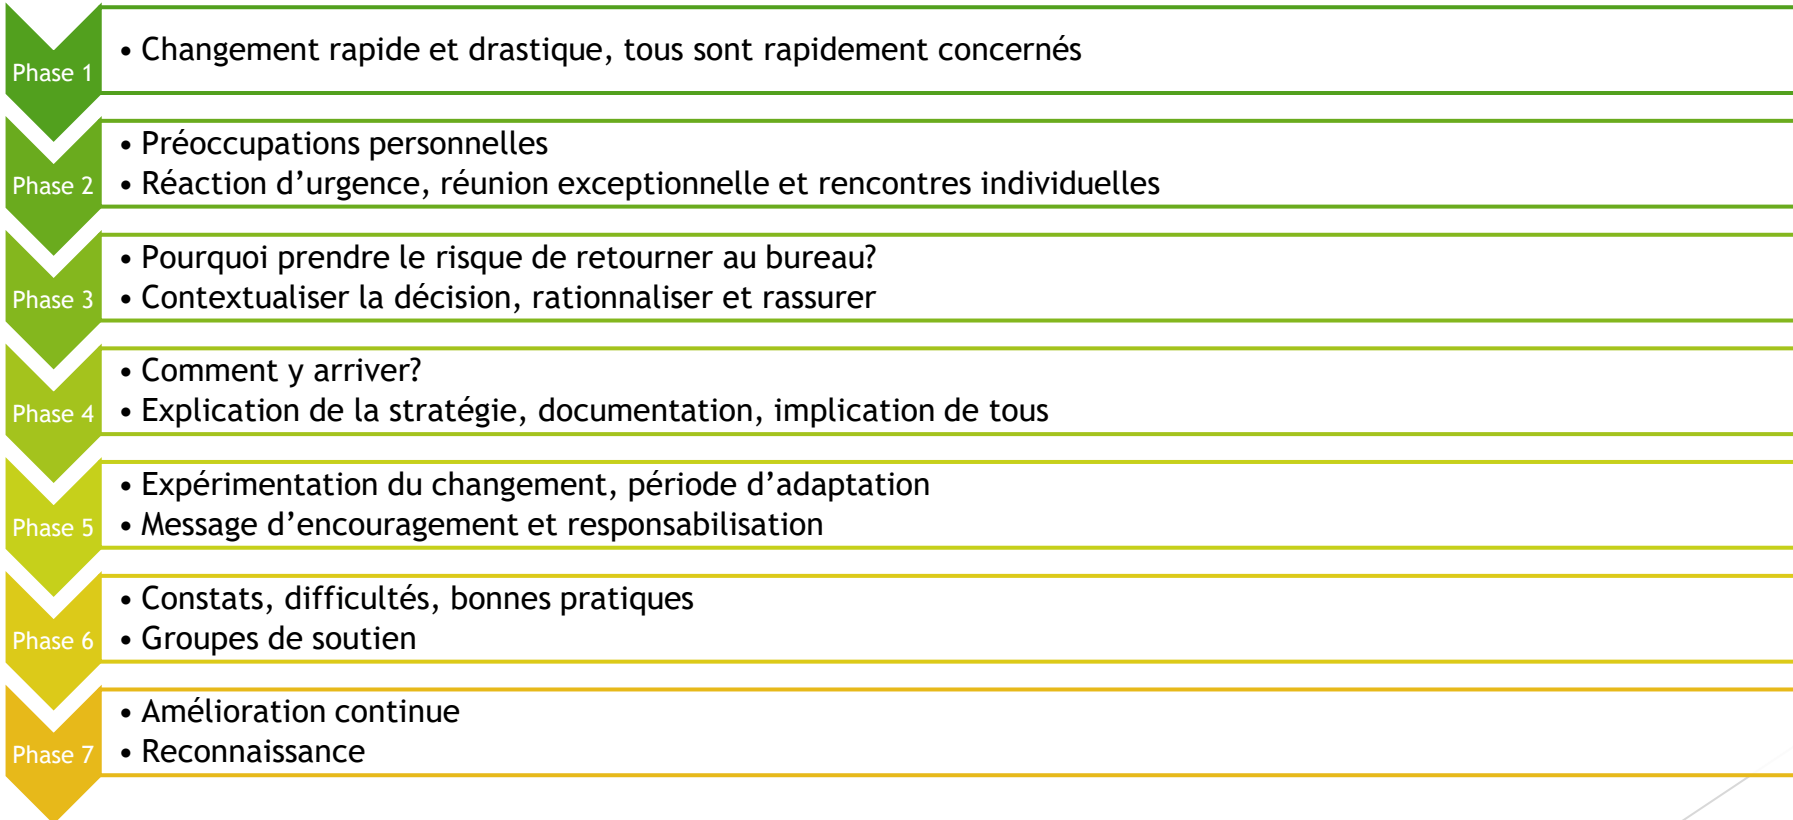 Phase 1
• Changement rapide et drastique, tous sont rapidement concernés
Phase 2
• Préoccupations personnelles
• Réaction d’urgence, réunion exceptionnelle et rencontres individuelles
Phase 3
• Pourquoi prendre le risque de retourner au bureau?
• Contextualiser la décision, rationnaliser et rassurer
Phase 4
• Comment y arriver?
• Explication de la stratégie, documentation, implication de tous
Phase 5
• Expérimentation du changement, période d’adaptation
• Message d’encouragement et responsabilisation
Phase 6
• Constats, difficultés, bonnes pratiques
• Groupes de soutien
Phase 7
• Amélioration continue
• Reconnaissance